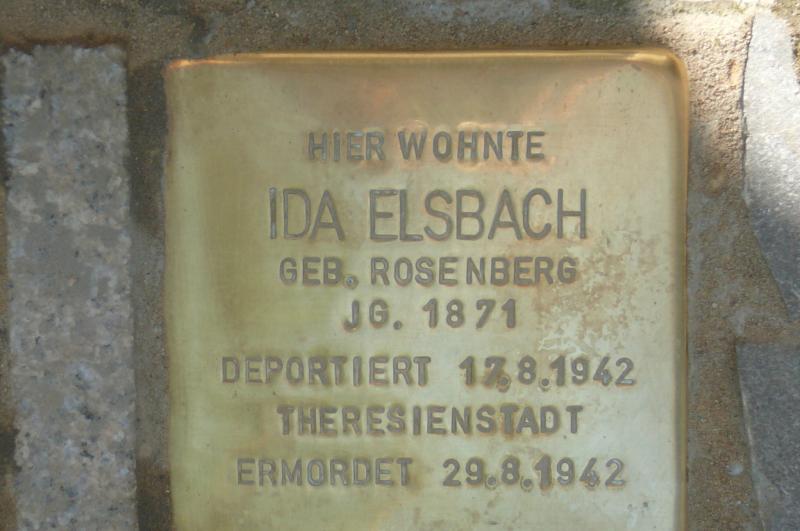 HIER WOHNTE
IDA ELSBACH
GEB. ROSENBERG
JG. 1871
DEPORTIERT 17.8.1942
THERESIENSTADT
ERMORDET 29.8.1942